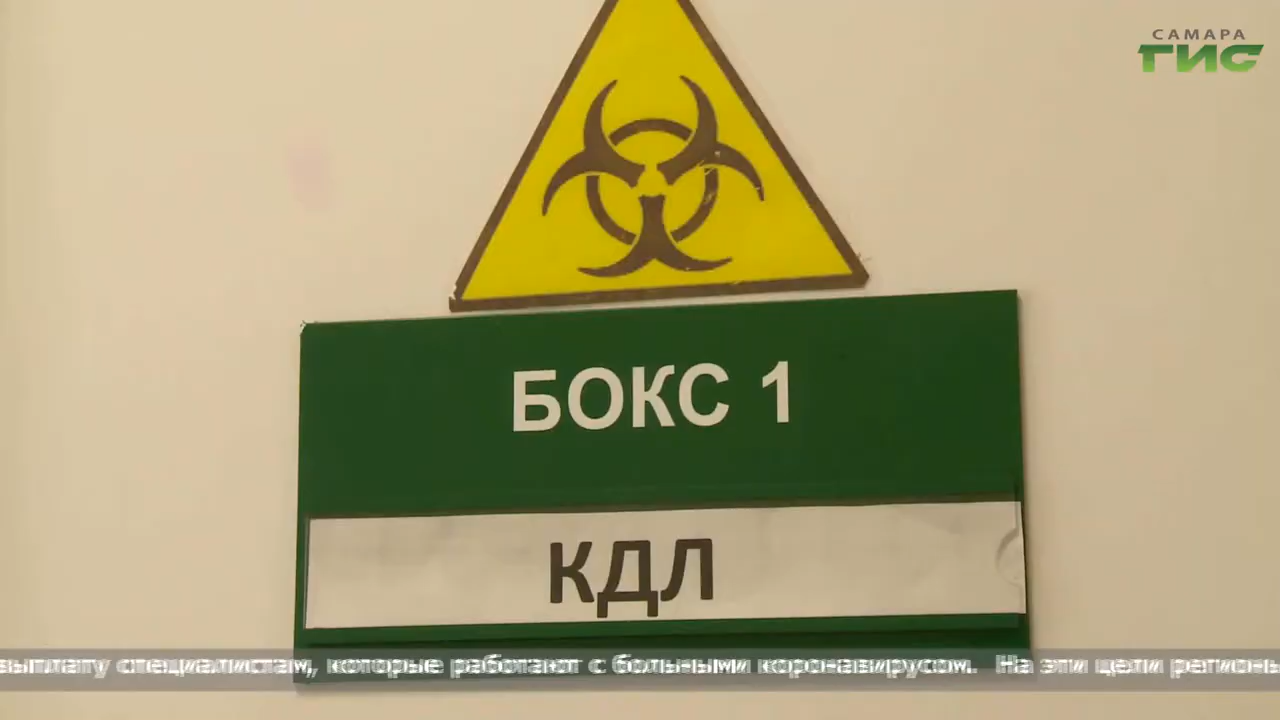 САМАРА
ГИС
БОКС 1
КДЛ
выплату специалистам, которые работают с больными коронавирусом. На эти цели регионы